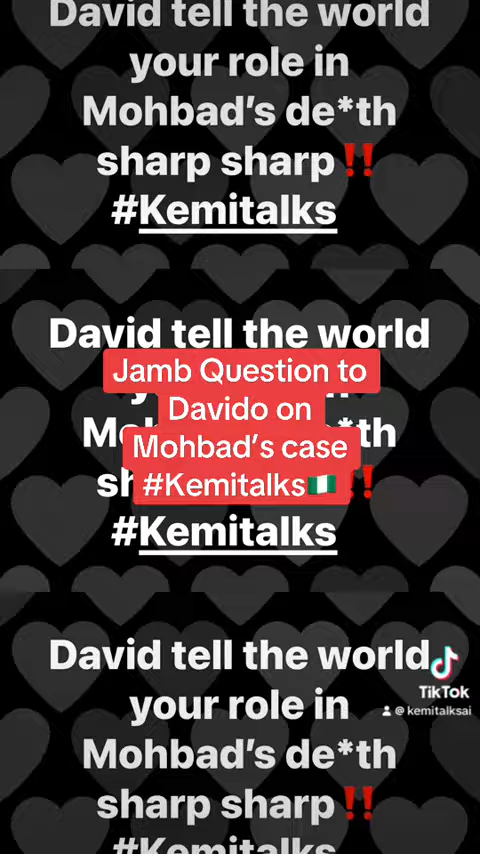 David tell the world
your role in
Mohbad’s de*th
sharp sharp‼️
#Kemitalks
David tell the world
Jamb Question to
Davido on
Mohbad’s case
#Kemitalks🇳🇬
#Kemitalks
David tell the world
TikTok
@kemitalksai
your role in
Mohbad’s de*th
sharp sharp‼️
#Kemitalks